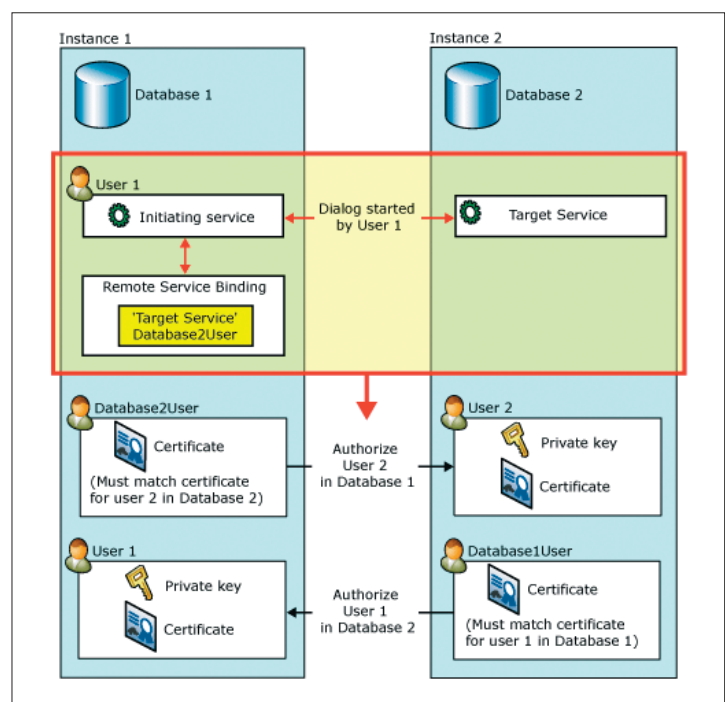 Instance 1
Instance 2
Database 1
Database 2
User 1
Initiating service
Dialog started
by User 1
Target Service
Remote Service Binding
'Target Service'
Database2User
Database2User
Certificate
(Must match certificate
for user 2 in Database 2)
Authorize
User 2
in Database 1
User 2
Private key
Certificate
User 1
Private key
Certificate
Authorize
User 1
in Database 2
Database1User
Certificate
(Must match certificate
for user 1 in Database 1)